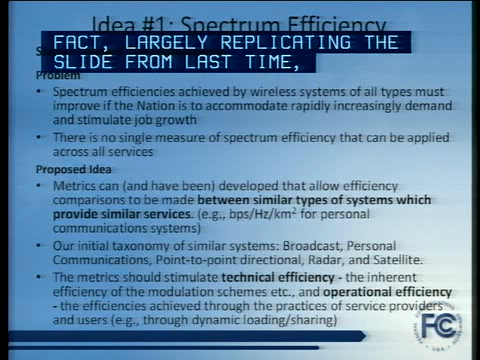 Idea #1: Spectrum Efficiency
FACT, LARGELY REPLICATING THE
SLIDE FROM LAST TIME,
Problem
• Spectrum efficiencies achieved by wireless systems of all types must
improve if the Nation is to accommodate rapidly increasingly demand
and stimulate job growth
• There is no single measure of spectrum efficiency that can be applied
across all services
Proposed Idea
• Metrics can (and have been) developed that allow efficiency
comparisons to be made between similar types of systems which
provide similar services. (e.g., bps/Hz/km² for personal
communications systems)
• Our initial taxonomy of similar systems: Broadcast, Personal
Communications, Point-to-point directional, Radar, and Satellite.
• The metrics should stimulate technical efficiency - the inherent
efficiency of the modulation schemes etc., and operational efficiency
- the efficiencies achieved through the practices of service providers
and users (e.g., through dynamic loading/sharing)
FC